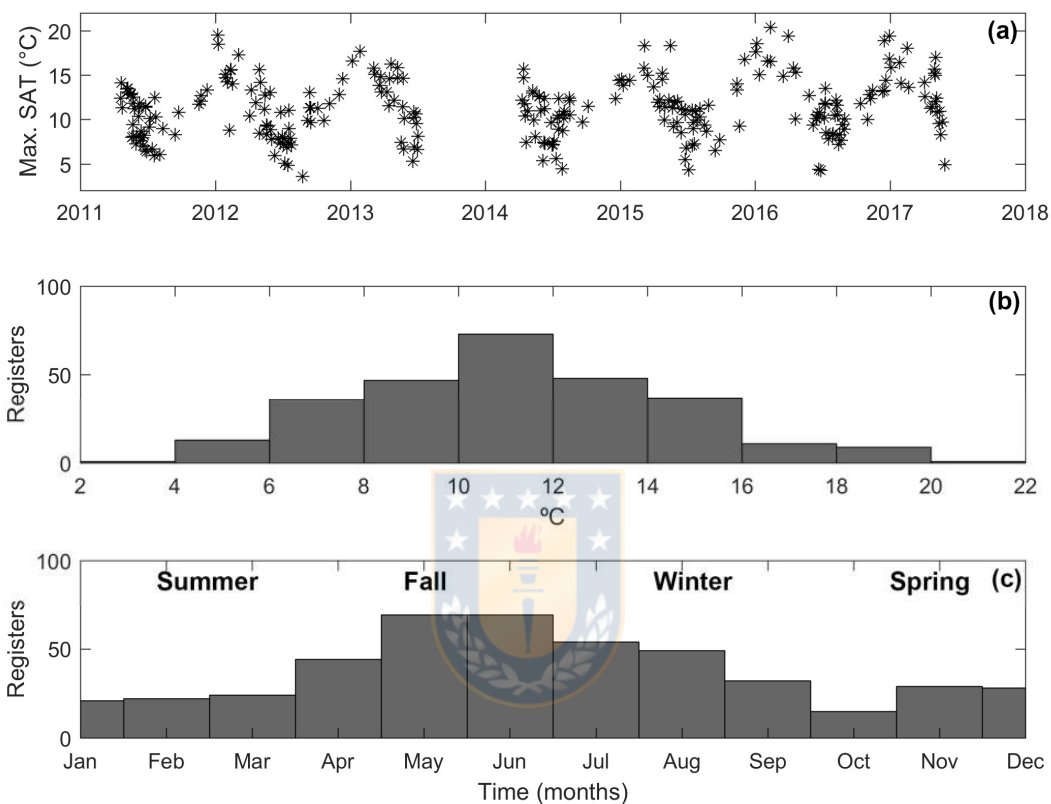 (a)
Max. SAT (°C)
20
15
10
5
2011 2012 2013 2014 2015 2016 2017 2018
(b)
Registers
100
50
0
2 4 6 8 10 12 14 16 18 20 22
ºC
Summer Fall Winter Spring (c)
Registers
100
50
0
Jan Feb Mar Apr May Jun Jul Aug Sep Oct Nov Dec
Time (months)